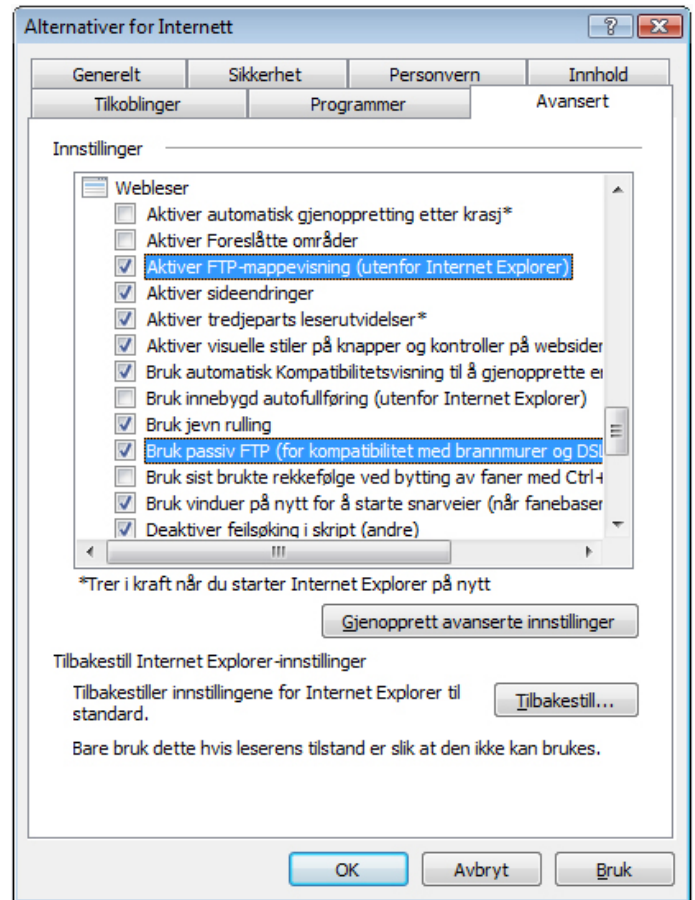 Alternativer for Internett
Generelt Sikkerhet Personvern Innhold
Tilkoblinger Programmer Avansert
Innstillinger
Webleser
Aktiver automatisk gjenoppretting etter krasj*
Aktiver Foreslåtte områder
Aktiver FTP-mappevisning (utenfor Internet Explorer)
Aktiver sideendringer
Aktiver tredjeparts leserutvidelser*
Aktiver visuelle stiler på knapper og kontroller på websider
Bruk automatisk Kompatibilitetsvisning til å gjenopprette
Bruk innebygd autofullføring (utenfor Internet Explorer)
Bruk jevn rulling
Bruk passiv FTP (for kompatibilitet med brannmurer og DSL
Bruk sist brukte rekkefølge ved bytting av faner med Ctrl+
Bruk vinduer på nytt for å starte snarveier (når fanebaser
Deaktiver feilsøking i skript (andre)
*Trer i kraft når du starter Internet Explorer på nytt
Gjenopprett avanserte innstillinger
Tilbakestill Internet Explorer-innstillinger
Tilbakestiller innstillingene for Internet Explorer til
standard.
Tilbakestill...
Bare bruk dette hvis leserens tilstand er slik at den ikke kan brukes.
OK Avbryt Bruk